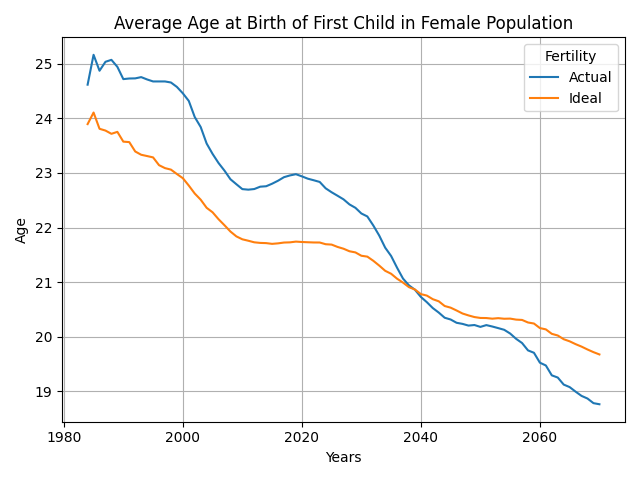 Average Age at Birth of First Child in Female Population
Fertility
Actual
Ideal
Age
25
24
23
22
21
20
19
1980
2000
2020
2040
2060
Years